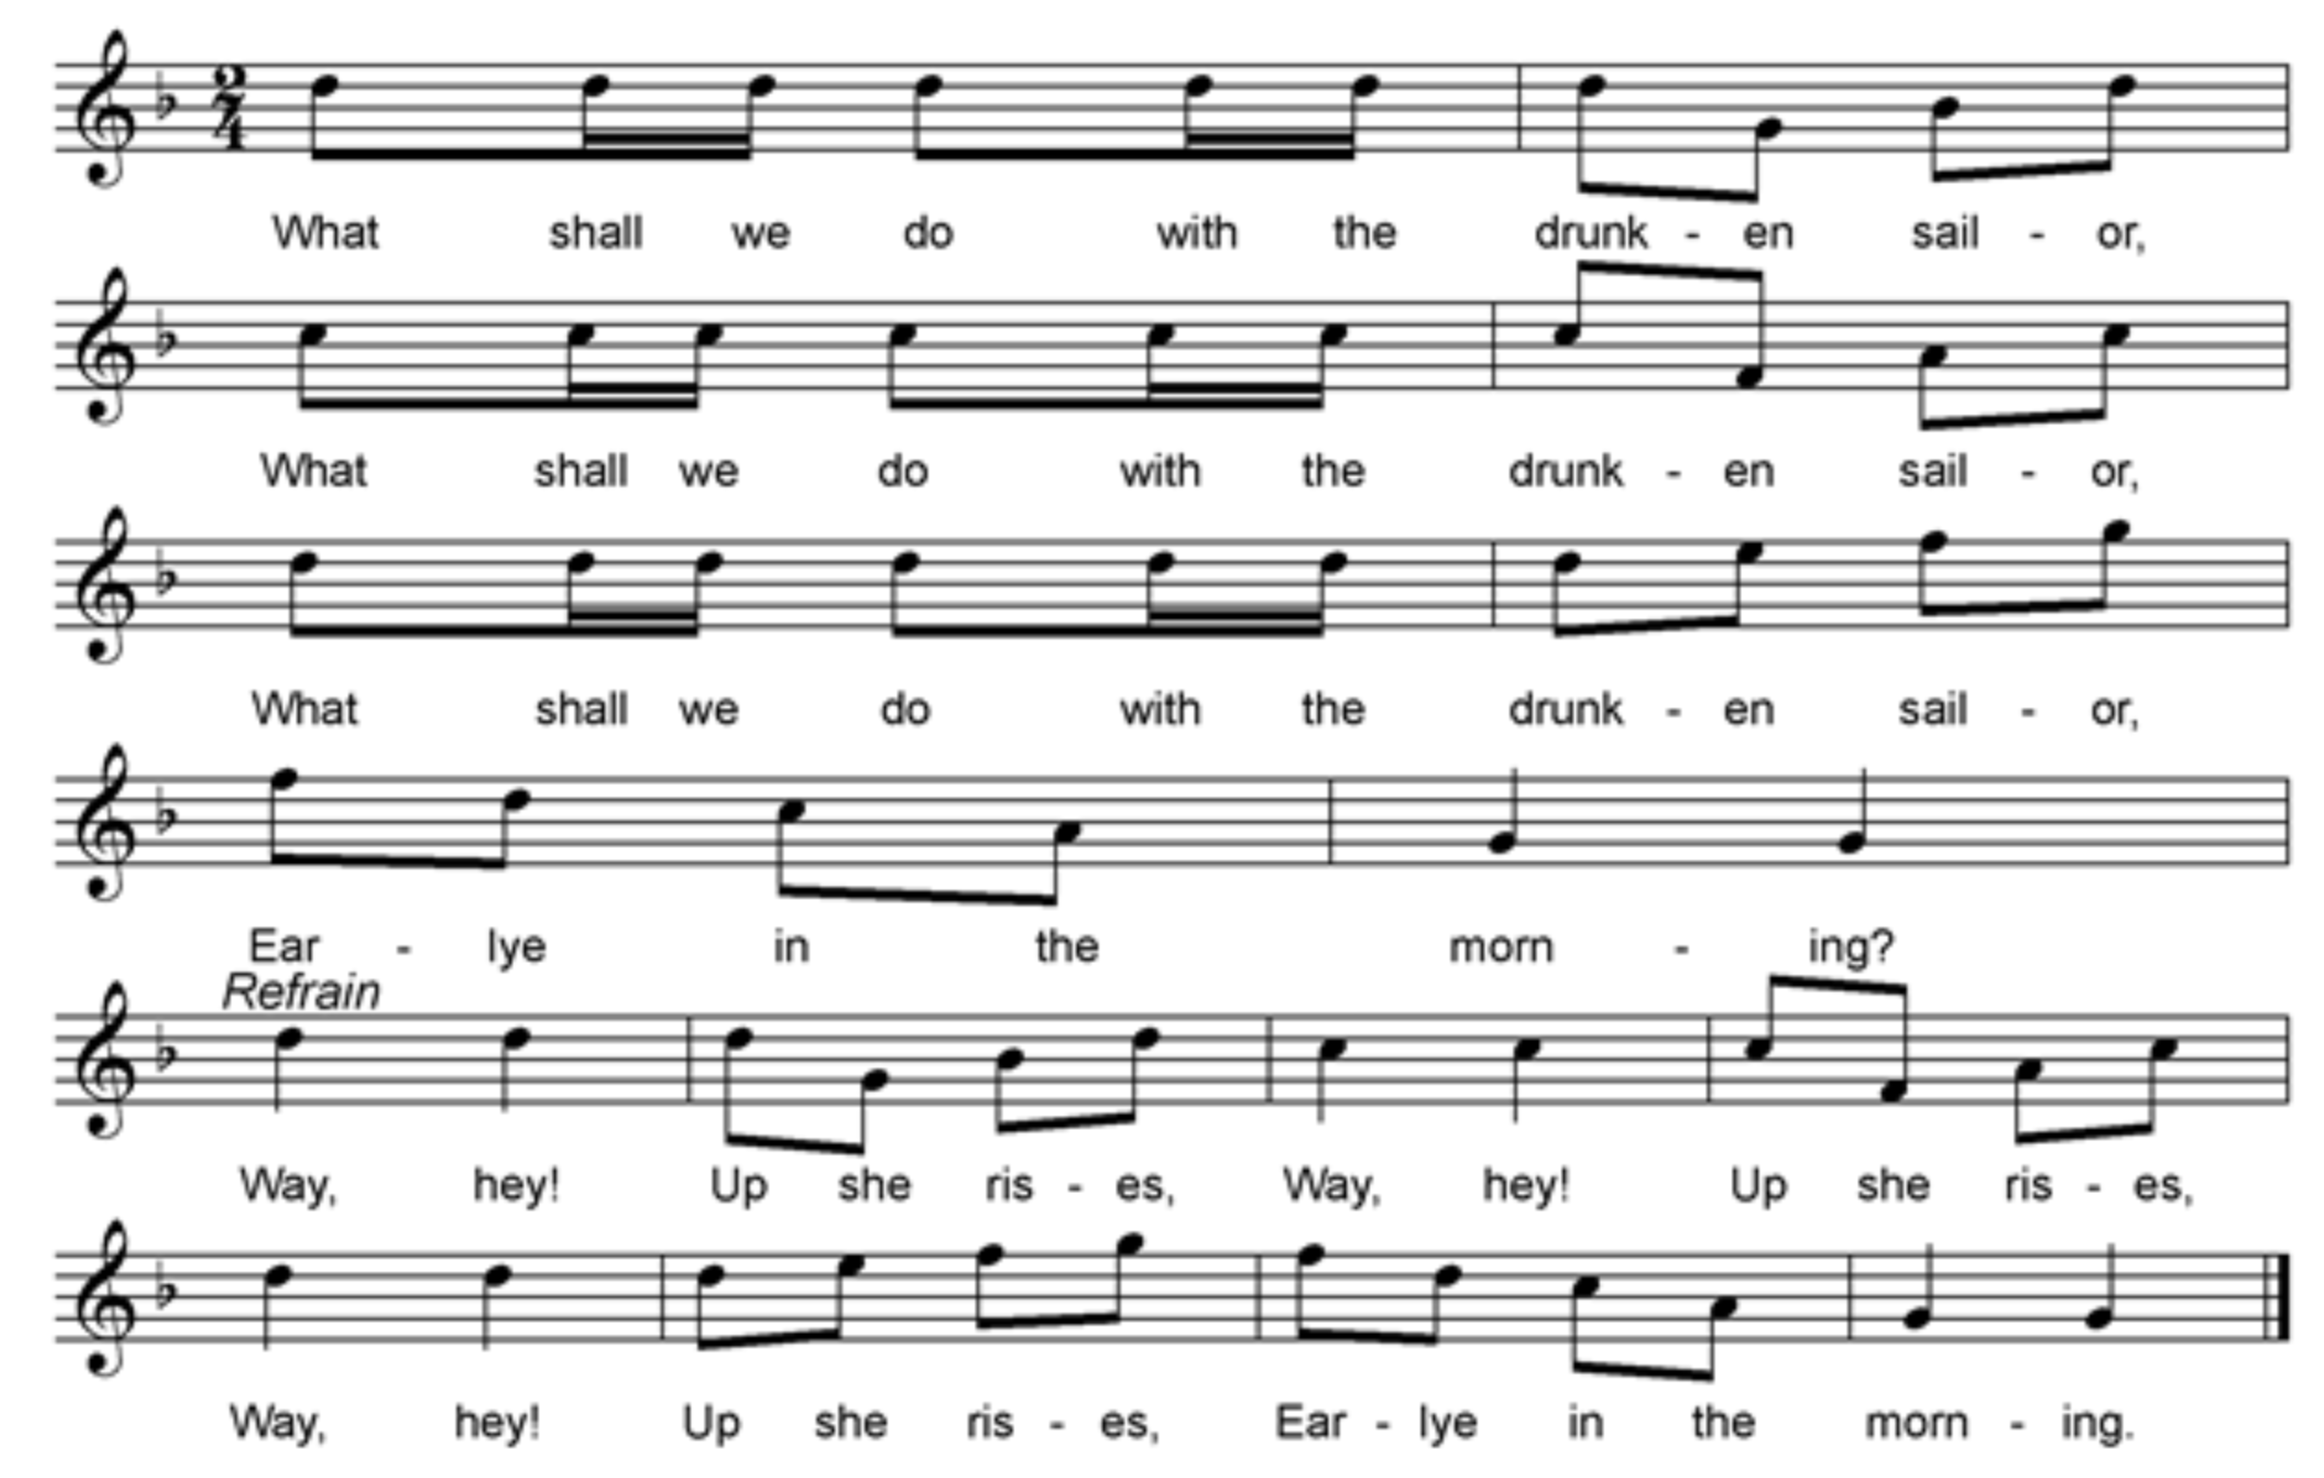 2
4
What shall we do with the drunk - en sail - or,
What shall we do with the drunk - en sail - or,
What shall we do with the drunk - en sail - or,
Ear - lye in the morn - ing?
Refrain
Way, hey! Up she ris - es, Way, hey! Up she ris - es,
Way, hey! Up she ris - es, Ear - lye in the morn - ing.